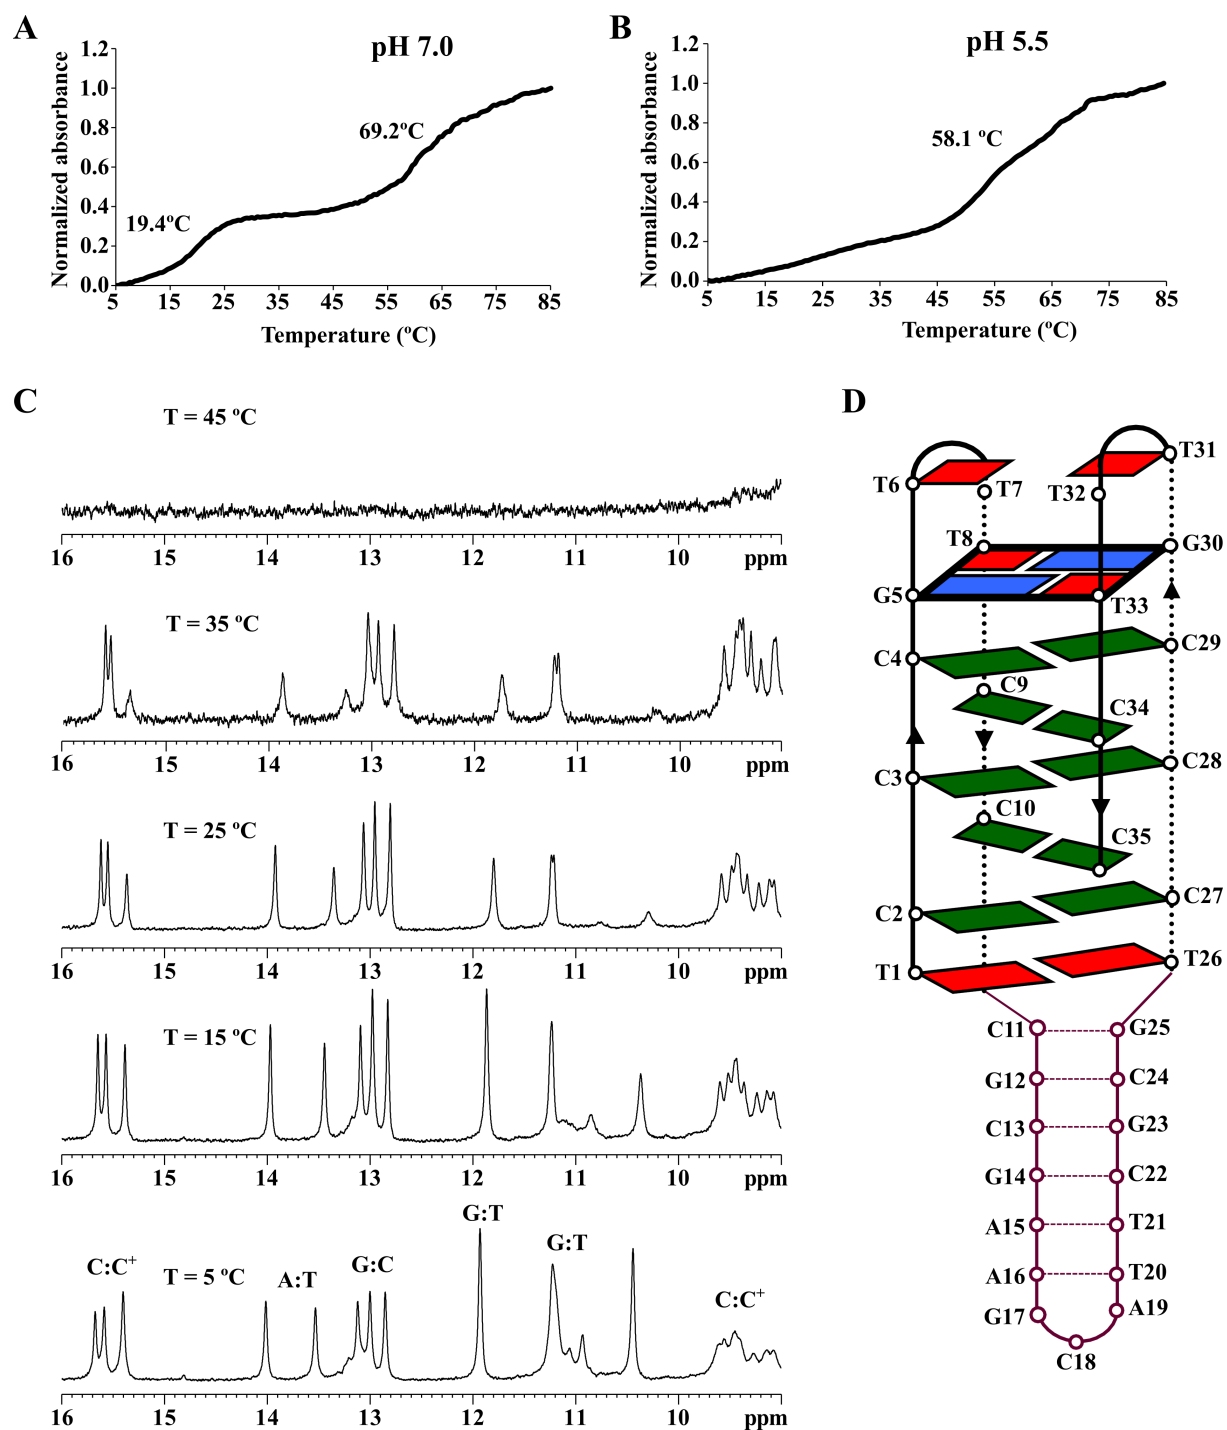 A
pH 7.0
Normalized absorbance
1.2
1.0
0.8
0.6
0.4
0.2
0.0
69.2ºC
19.4ºC
5 15 25 35 45 55 65 75 85
Temperature (ºC)
B
pH 5.5
Normalized absorbance
1.2
1.0
0.8
0.6
0.4
0.2
0.0
58.1 ºC
5 15 25 35 45 55 65 75 85
Temperature (ºC)
C
T = 45 ºC
16 15 14 13 12 11 10 ppm
T = 35 ºC
16 15 14 13 12 11 10 ppm
T = 25 ºC
16 15 14 13 12 11 10 ppm
T = 15 ºC
16 15 14 13 12 11 10 ppm
G:T
C:C+ T = 5 ºC A:T G:C G:T C:C+
16 15 14 13 12 11 10 ppm
D
T31
T6 T7 T32
T8 G30
G5 T33
C4 C29
C9 C34
C3 C28
C10 C35
C2 C27
T1 T26
C11 G25
G12 C24
C13 G23
G14 C22
A15 T21
A16 T20
G17 A19
C18